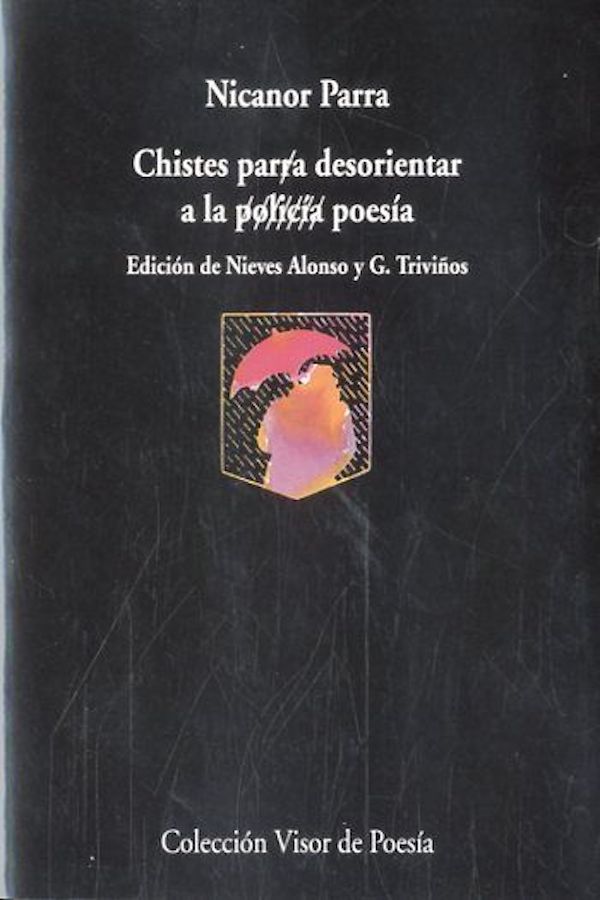 Nicanor Parra
Chistes parra desorientar
a la policía poesía
Edición de Nieves Alonso y G. Triviños
Colección Visor de Poesía